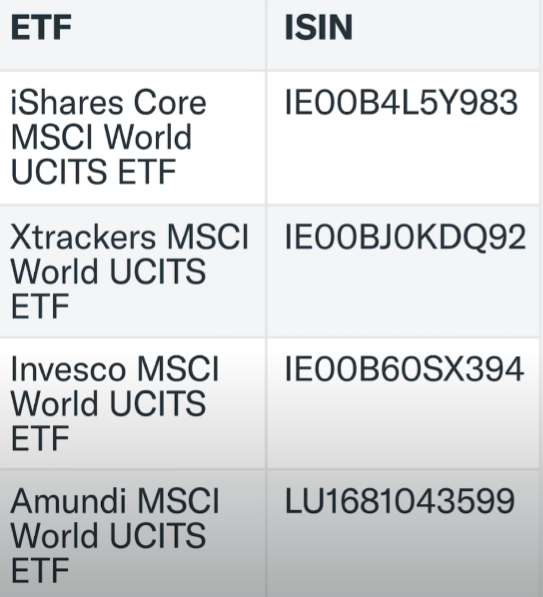 ETF ISIN
iShares Core IE00B4L5Y983
MSCI World
UCITS ETF
Xtrackers MSCI IE00BJ0KDQ92
World UCITS
ETF
Invesco MSCI IE00B60SX394
World UCITS
ETF
Amundi MSCI LU1681043599
World UCITS
ETF